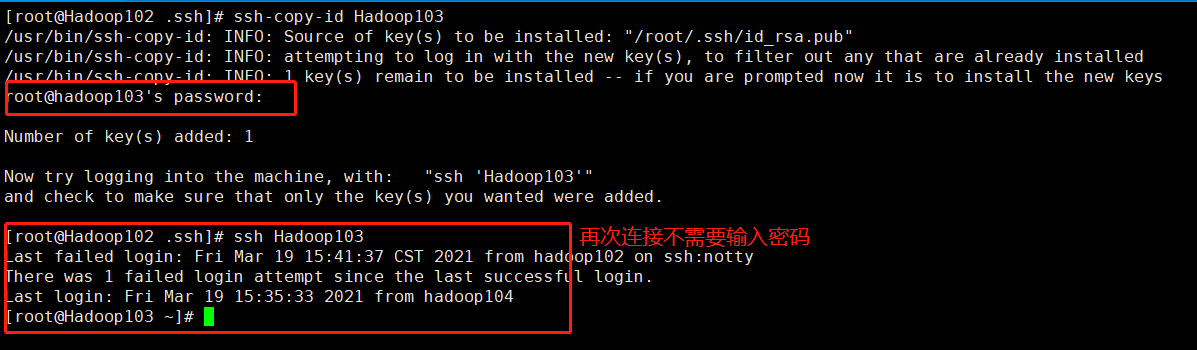 [root@Hadoop102 .ssh]# ssh-copy-id Hadoop103
/usr/bin/ssh-copy-id: INFO: Source of key(s) to be installed: "/root/.ssh/id_rsa.pub"
/usr/bin/ssh-copy-id: INFO: attempting to log in with the new key(s), to filter out any that are already installed
/usr/bin/ssh-copy-id: INFO: 1 key(s) remain to be installed -- if you are prompted now it is to install the new keys
root@hadoop103's password:
Number of key(s) added: 1
Now try logging into the machine, with:   "ssh 'Hadoop103'"
and check to make sure that only the key(s) you wanted were added.
[root@Hadoop102 .ssh]# ssh Hadoop103
再次连接不需要输入密码
Last failed login: Fri Mar 19 15:41:37 CST 2021 from hadoop102 on ssh:notty
There was 1 failed login attempt since the last successful login.
Last login: Fri Mar 19 15:35:33 2021 from hadoop104
[root@Hadoop103 ~]#